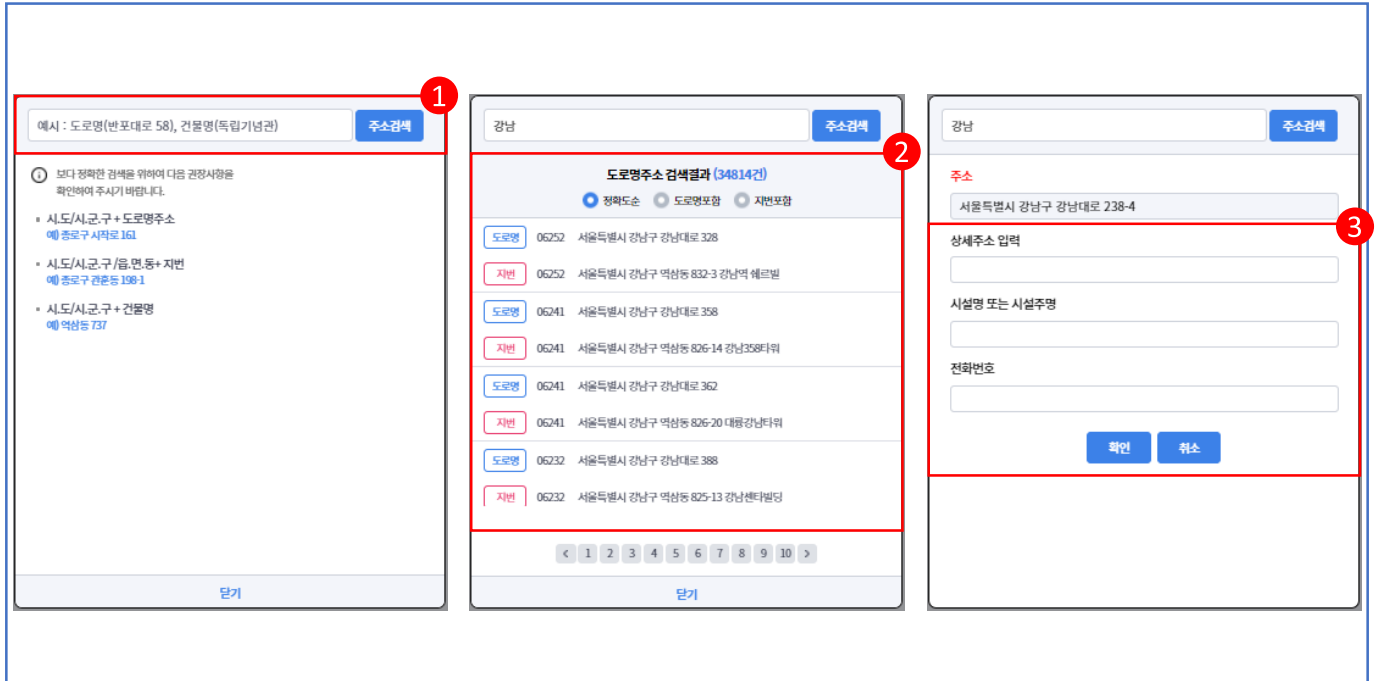 1
예시 : 도로명(반포대로 58), 건물명(독립기념관)
주소검색
보다 정확한 검색을 위하여 다음 권장사항을
확인하여 주시기 바랍니다.
시.도/시.군.구 + 도로명주소
예) 종로구 사직로 161
시.도/시.군.구 /읍.면.동+ 지번
예) 종로구 관훈동 198-1
시.도/시.군.구 + 건물명
예) 역삼동 737
닫기
강남
주소검색
2
도로명주소 검색결과 (34814건)
정확도순 도로명포함 지번포함
도로명 06252 서울특별시 강남구 강남대로 328
지번 06252 서울특별시 강남구 역삼동 832-3 강남역 쉐르빌
도로명 06241 서울특별시 강남구 강남대로 358
지번 06241 서울특별시 강남구 역삼동 826-14 강남358타워
도로명 06241 서울특별시 강남구 강남대로 362
지번 06241 서울특별시 강남구 역삼동 826-20 대륭강남타워
도로명 06232 서울특별시 강남구 강남대로 388
지번 06232 서울특별시 강남구 역삼동 825-13 강남센타빌딩
< 1 2 3 4 5 6 7 8 9 10 >
닫기
강남
주소검색
주소
서울특별시 강남구 강남대로 238-4
3
상세주소 입력
시설명 또는 시설주명
전화번호
확인 취소